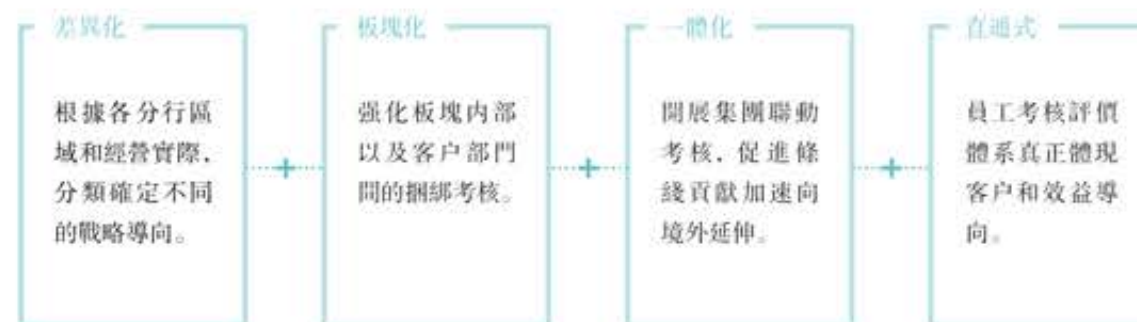 差異化
根據各分行區
域和經營實際，
分類確定不同
的戰略導向。
板塊化
强化板塊内部
以及客户部門
間的捆綁考核。
一體化
開展集團聯動
考核，促進條
綫貢獻加速向
境外延伸。
直通式
員工考核評價
體系真正體現
客户和效益導
向。